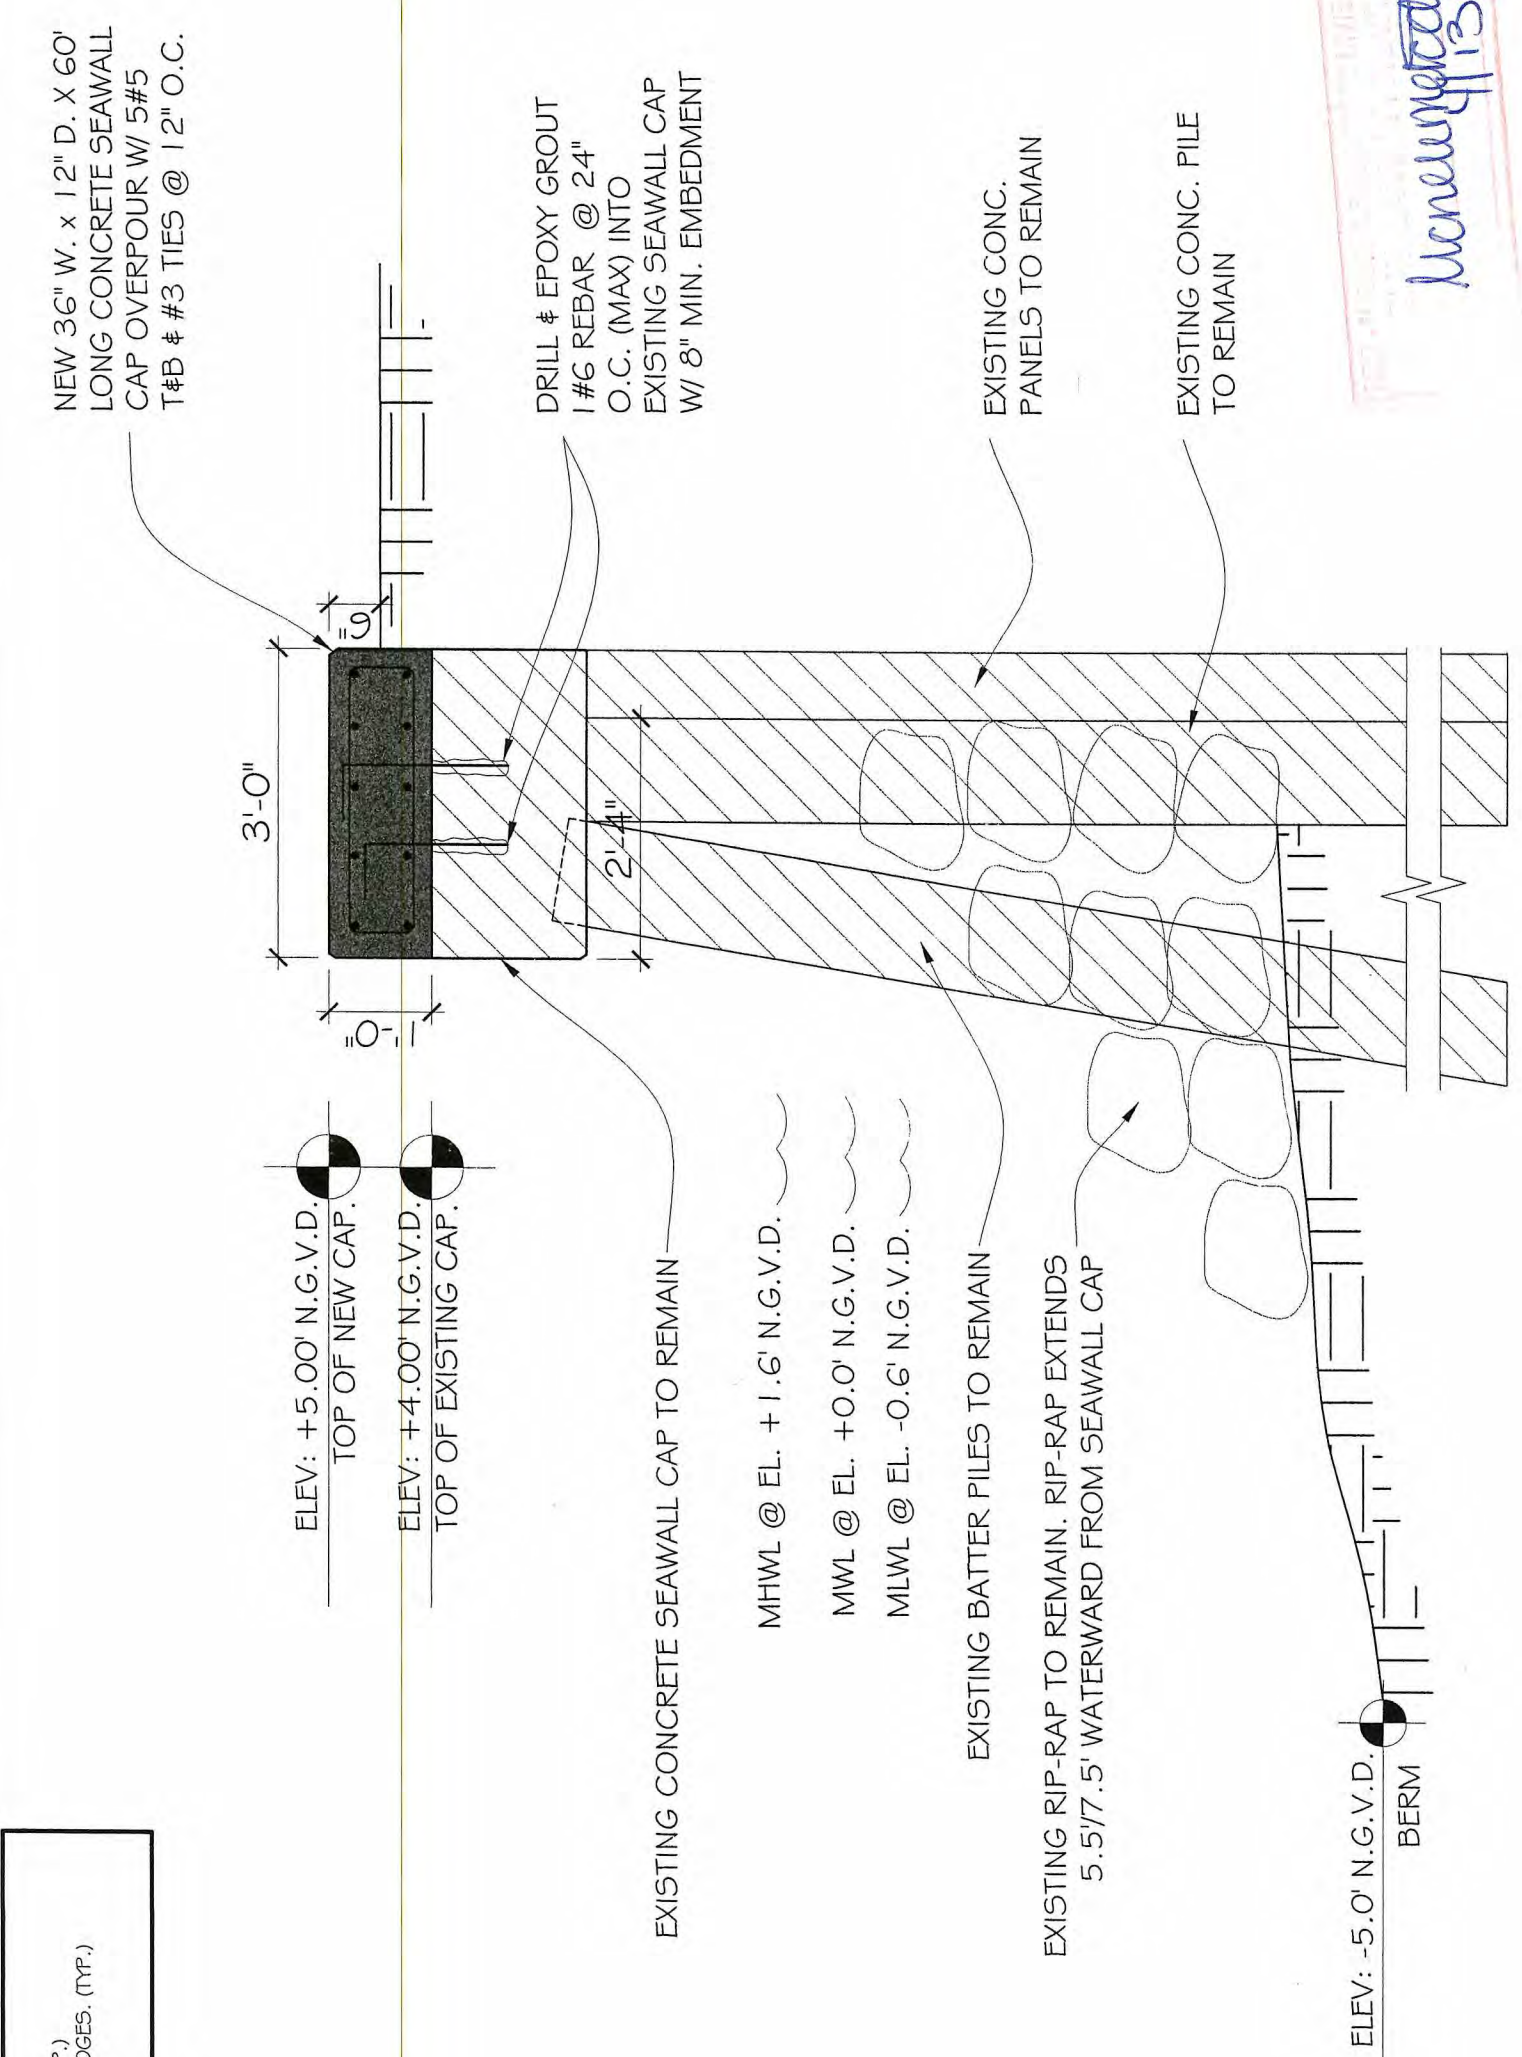 NEW 36" W. x 12" D. X 60'
LONG CONCRETE SEAWALL
CAP OVERPOUR W/ 5#5
T&B & #3 TIES @ 12" O.C.
DRILL & EPOXY GROUT
1#6 REBAR @ 24"
O.C. (MAX) INTO
EXISTING SEAWALL CAP
W/ 8" MIN. EMBEDMENT
EXISTING CONC.
PANELS TO REMAIN
EXISTING CONC. PILE
TO REMAIN
3'-0"
6"
1'-0"
2'-4"
ELEV: +5.00' N.G.V.D.
TOP OF NEW CAP.
ELEV: +4.00' N.G.V.D.
TOP OF EXISTING CAP.
EXISTING CONCRETE SEAWALL CAP TO REMAIN
MHWL @ EL. +1.6' N.G.V.D.
MWL @ EL. +0.0' N.G.V.D.
MLWL @ EL. -0.6' N.G.V.D.
EXISTING BATTER PILES TO REMAIN
EXISTING RIP-RAP TO REMAIN. RIP-RAP EXTENDS
5.5'/7.5' WATERWARD FROM SEAWALL CAP
ELEV: -5.0' N.G.V.D.
BERM
P.)
DGES. (TYP.)
4/13